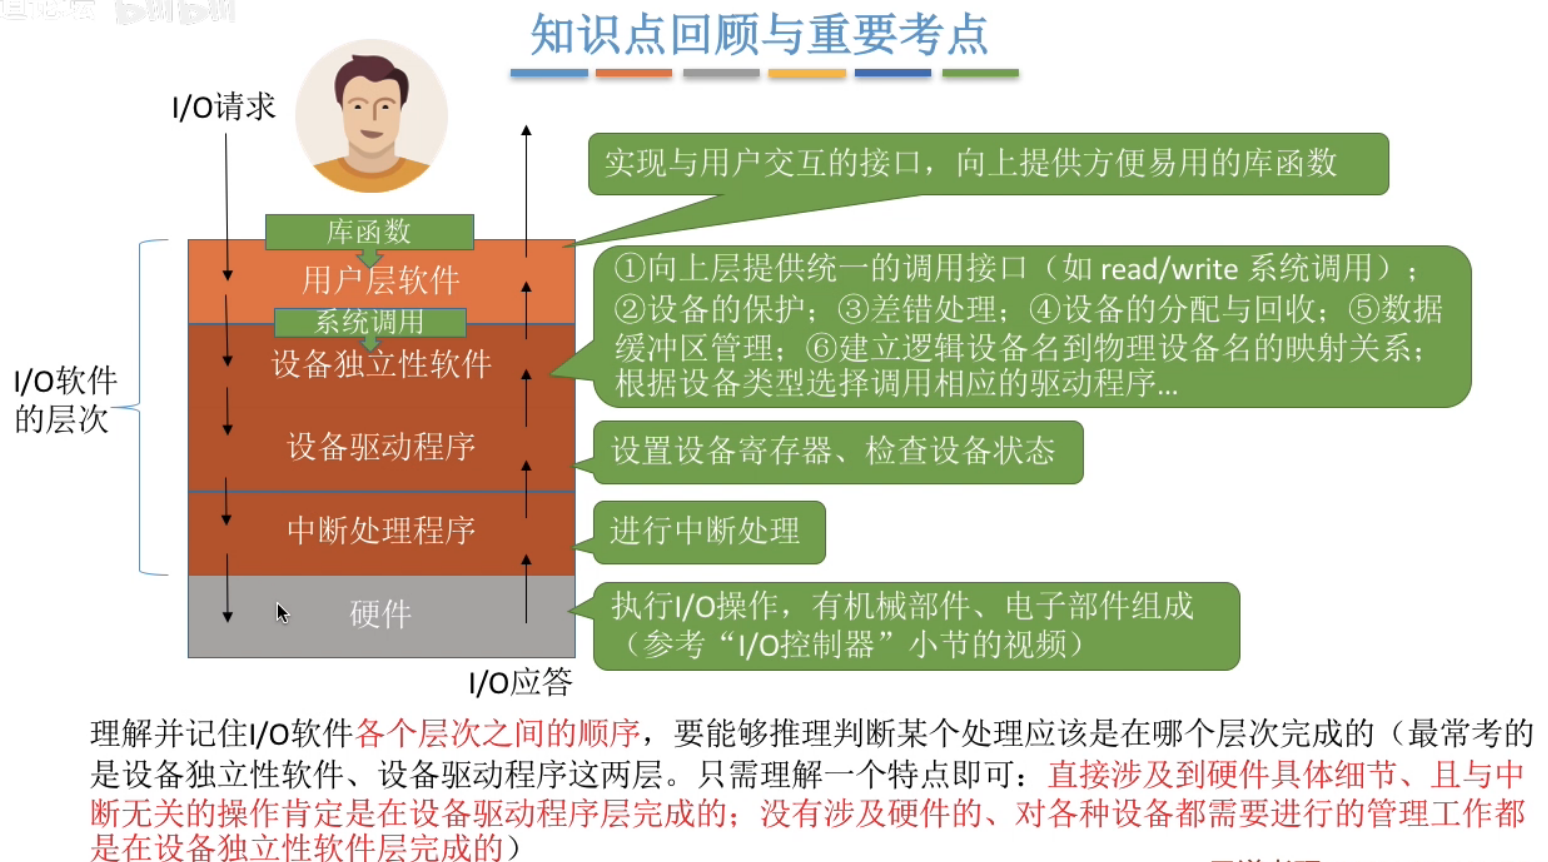 知识点回顾与重要考点
I/O请求
实现与用户交互的接口，向上提供方便易用的库函数
库函数
用户层软件
系统调用
①向上层提供统一的调用接口（如 read/write 系统调用）；
②设备的保护；③差错处理；④设备的分配与回收；⑤数据
缓冲区管理；⑥建立逻辑设备名到物理设备名的映射关系；
根据设备类型选择调用相应的驱动程序…
设备独立性软件
I/O软件
的层次
设备驱动程序
设置设备寄存器、检查设备状态
中断处理程序
进行中断处理
硬件
执行I/O操作，有机械部件、电子部件组成
（参考“I/O控制器”小节的视频）
I/O应答
理解并记住I/O软件各个层次之间的顺序，要能够推理判断某个处理应该是在哪个层次完成的（最常考的
是设备独立性软件、设备驱动程序这两层。只需理解一个特点即可：直接涉及到硬件具体细节、且与中
断无关的操作肯定是在设备驱动程序层完成的；没有涉及硬件的、对各种设备都需要进行的管理工作都
是在设备独立性软件层完成的）